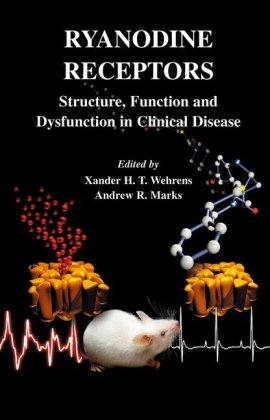 RYANODINE
RECEPTORS
Structure, Function and
Dysfunction in Clinical Disease
Edited by
Xander H. T. Wehrens
Andrew R. Marks